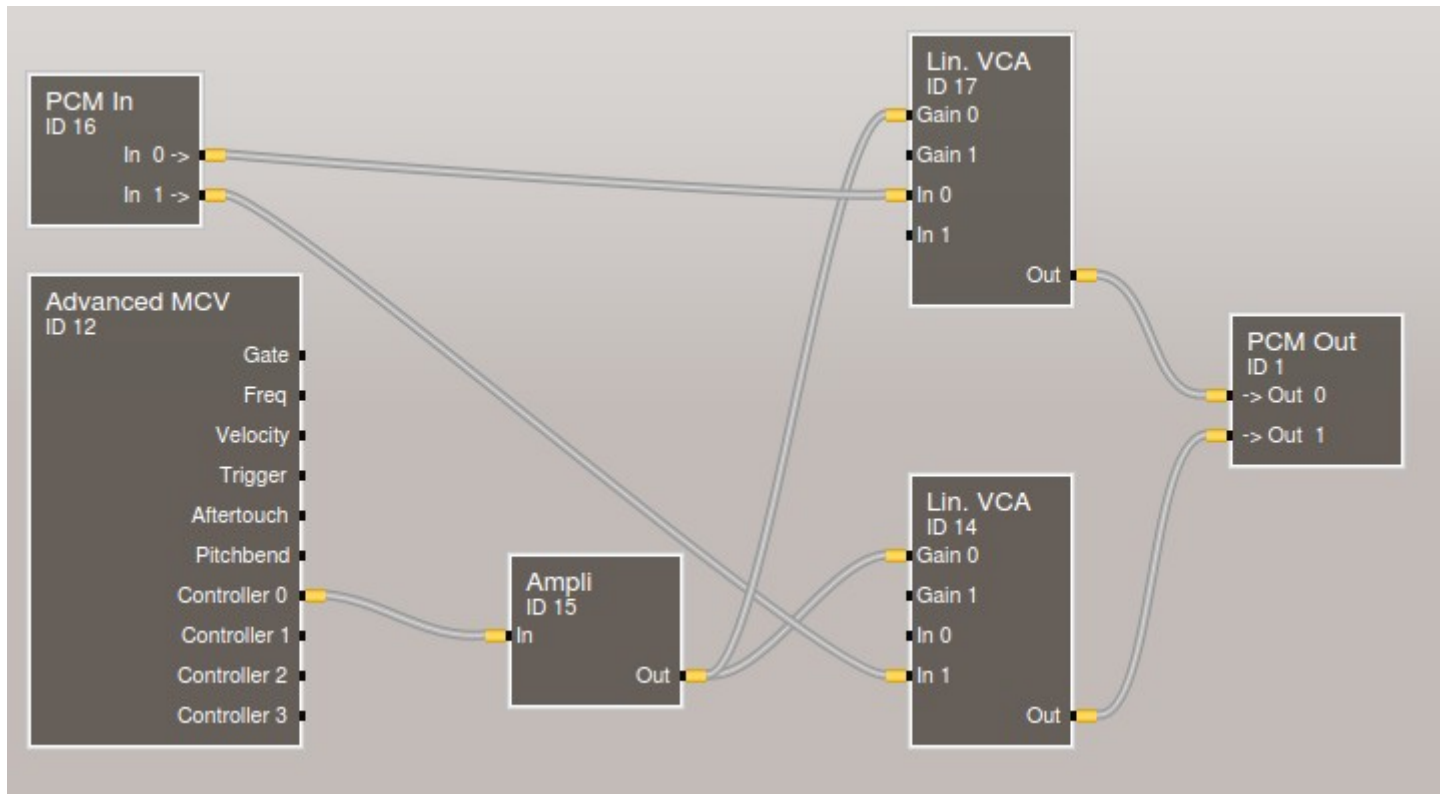 PCM In
ID 16
In 0 ->
In 1 ->
Advanced MCV
ID 12
Gate
Freq
Velocity
Trigger
Aftertouch
Pitchbend
Controller 0
Controller 1
Controller 2
Controller 3
Ampli
ID 15
In
Out
Lin. VCA
ID 17
Gain 0
Gain 1
In 0
In 1
Out
Lin. VCA
ID 14
Gain 0
Gain 1
In 0
In 1
Out
PCM Out
ID 1
-> Out 0
-> Out 1